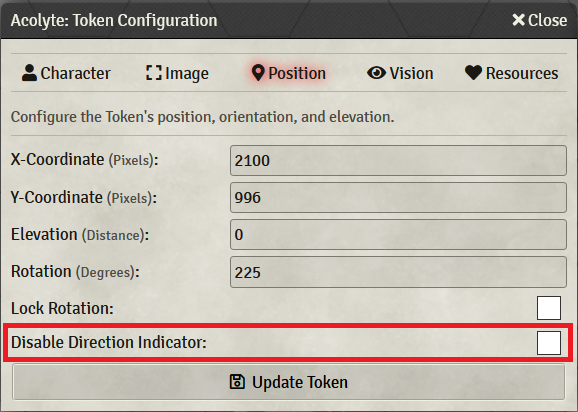 Acolyte: Token Configuration Close
Character Image Position Vision Resources
Configure the Token's position, orientation, and elevation.
X-Coordinate (Pixels): 2100
Y-Coordinate (Pixels): 996
Elevation (Distance): 0
Rotation (Degrees): 225
Lock Rotation:
Disable Direction Indicator:
Update Token